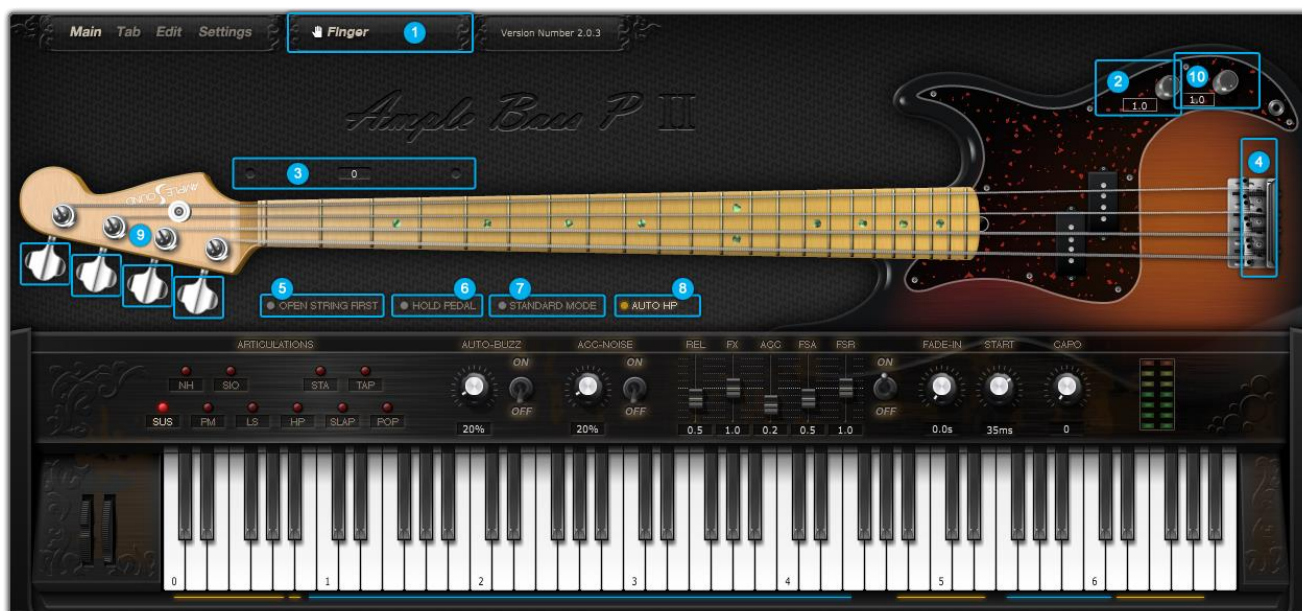 Main Tab Edit Settings
Finger 1
Version Number 2.0.3
2
1.0
10
1.0
Ample Bass P II
3 0
4
AMPLE SOUND
9
5 6 7 8
OPEN STRING FIRST HOLD PEDAL STANDARD MODE AUTO HP
ARTICULATIONS AUTO-BUZZ ACC-NOISE REL FX AGC FSA FSR FADE-IN START CAPO
ON ON ON
NH SIO STA TAP
OFF OFF OFF
SUS PM LS HP SLAP POP
20% 20% 0.5 1.0 0.2 0.5 1.0 0.0s 35ms 0
0 1 2 3 4 5 6